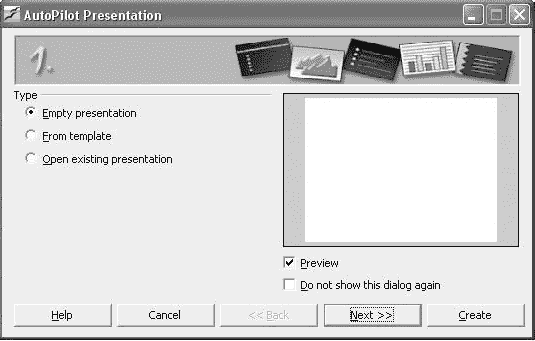 AutoPilot Presentation
1.
Type
Empty presentation
From template
Open existing presentation
Preview
Do not show this dialog again
Help
Cancel
<< Back
Next >>
Create